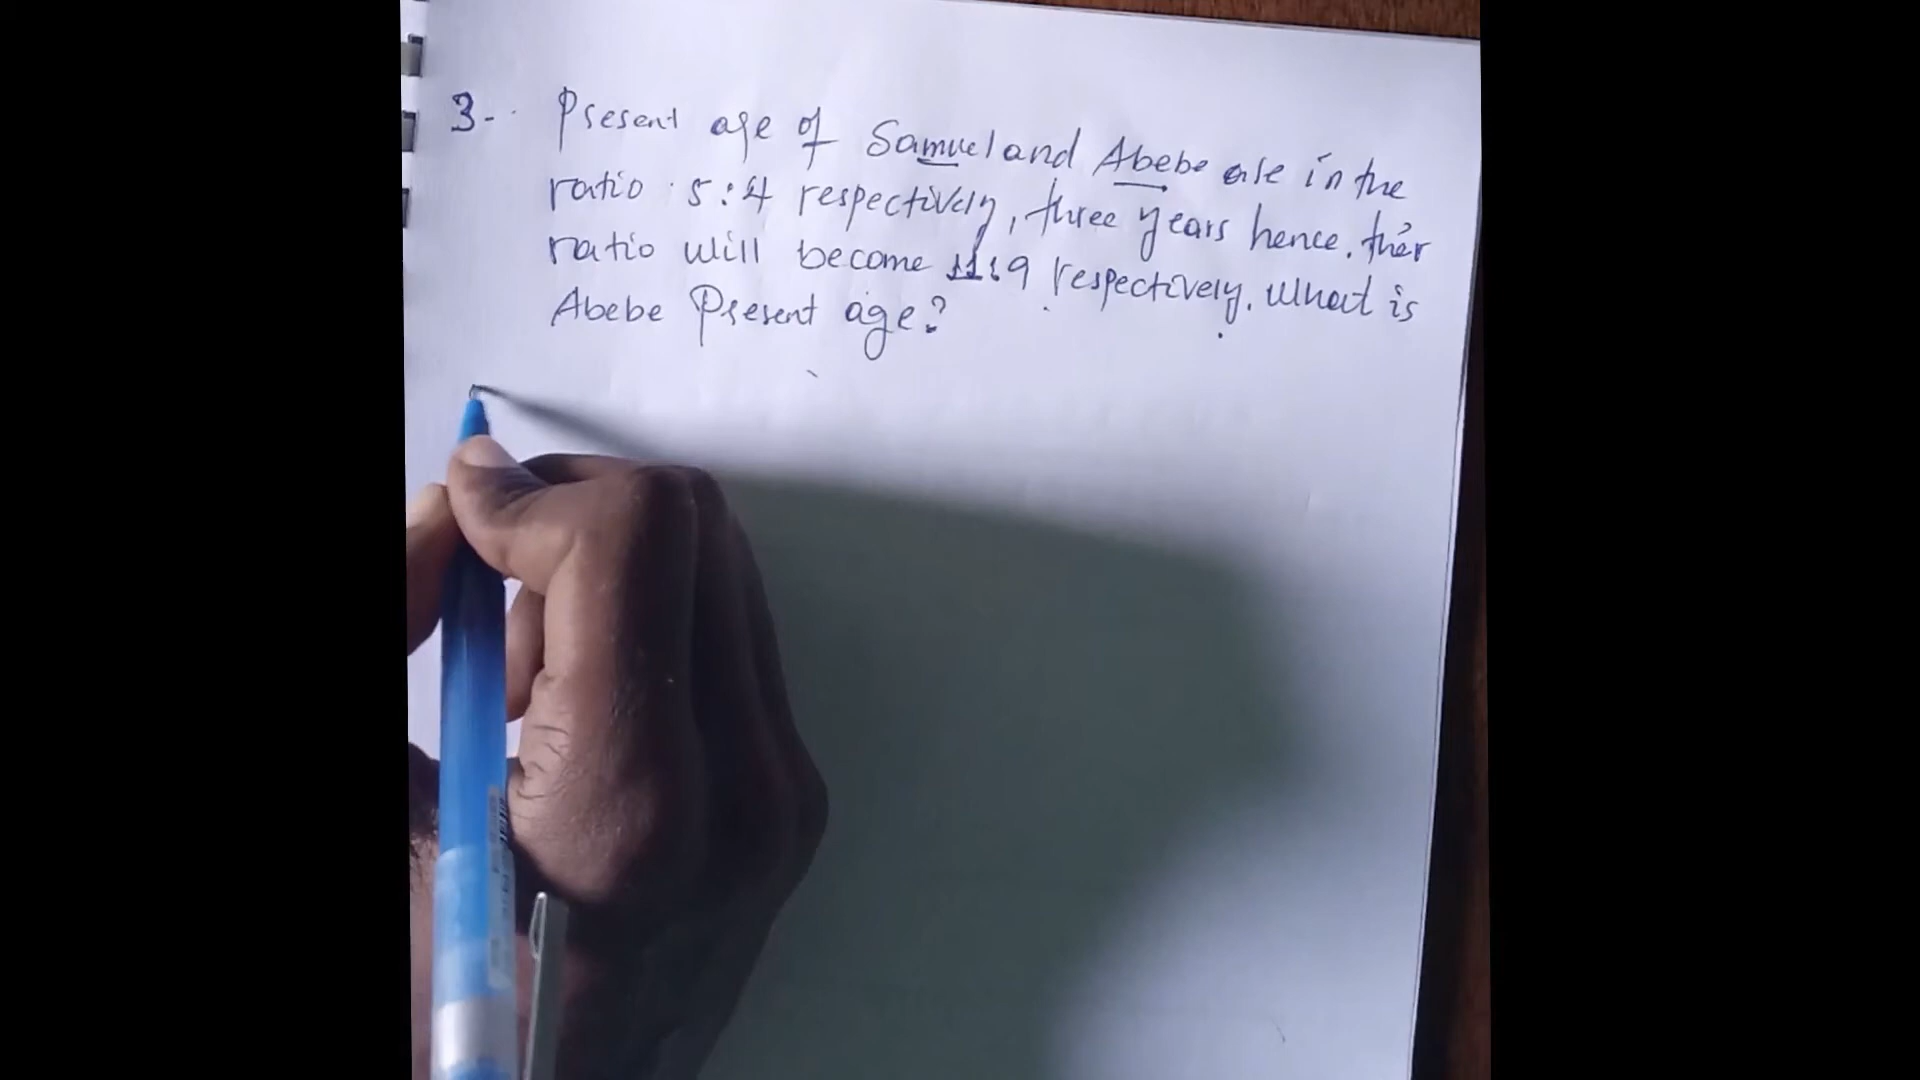 3-. Present age of Samuel and Abebe are in the
ratio 5:4 respectively, three years hence. their
ratio will become 11:9 respectively. What is
Abebe Present age?